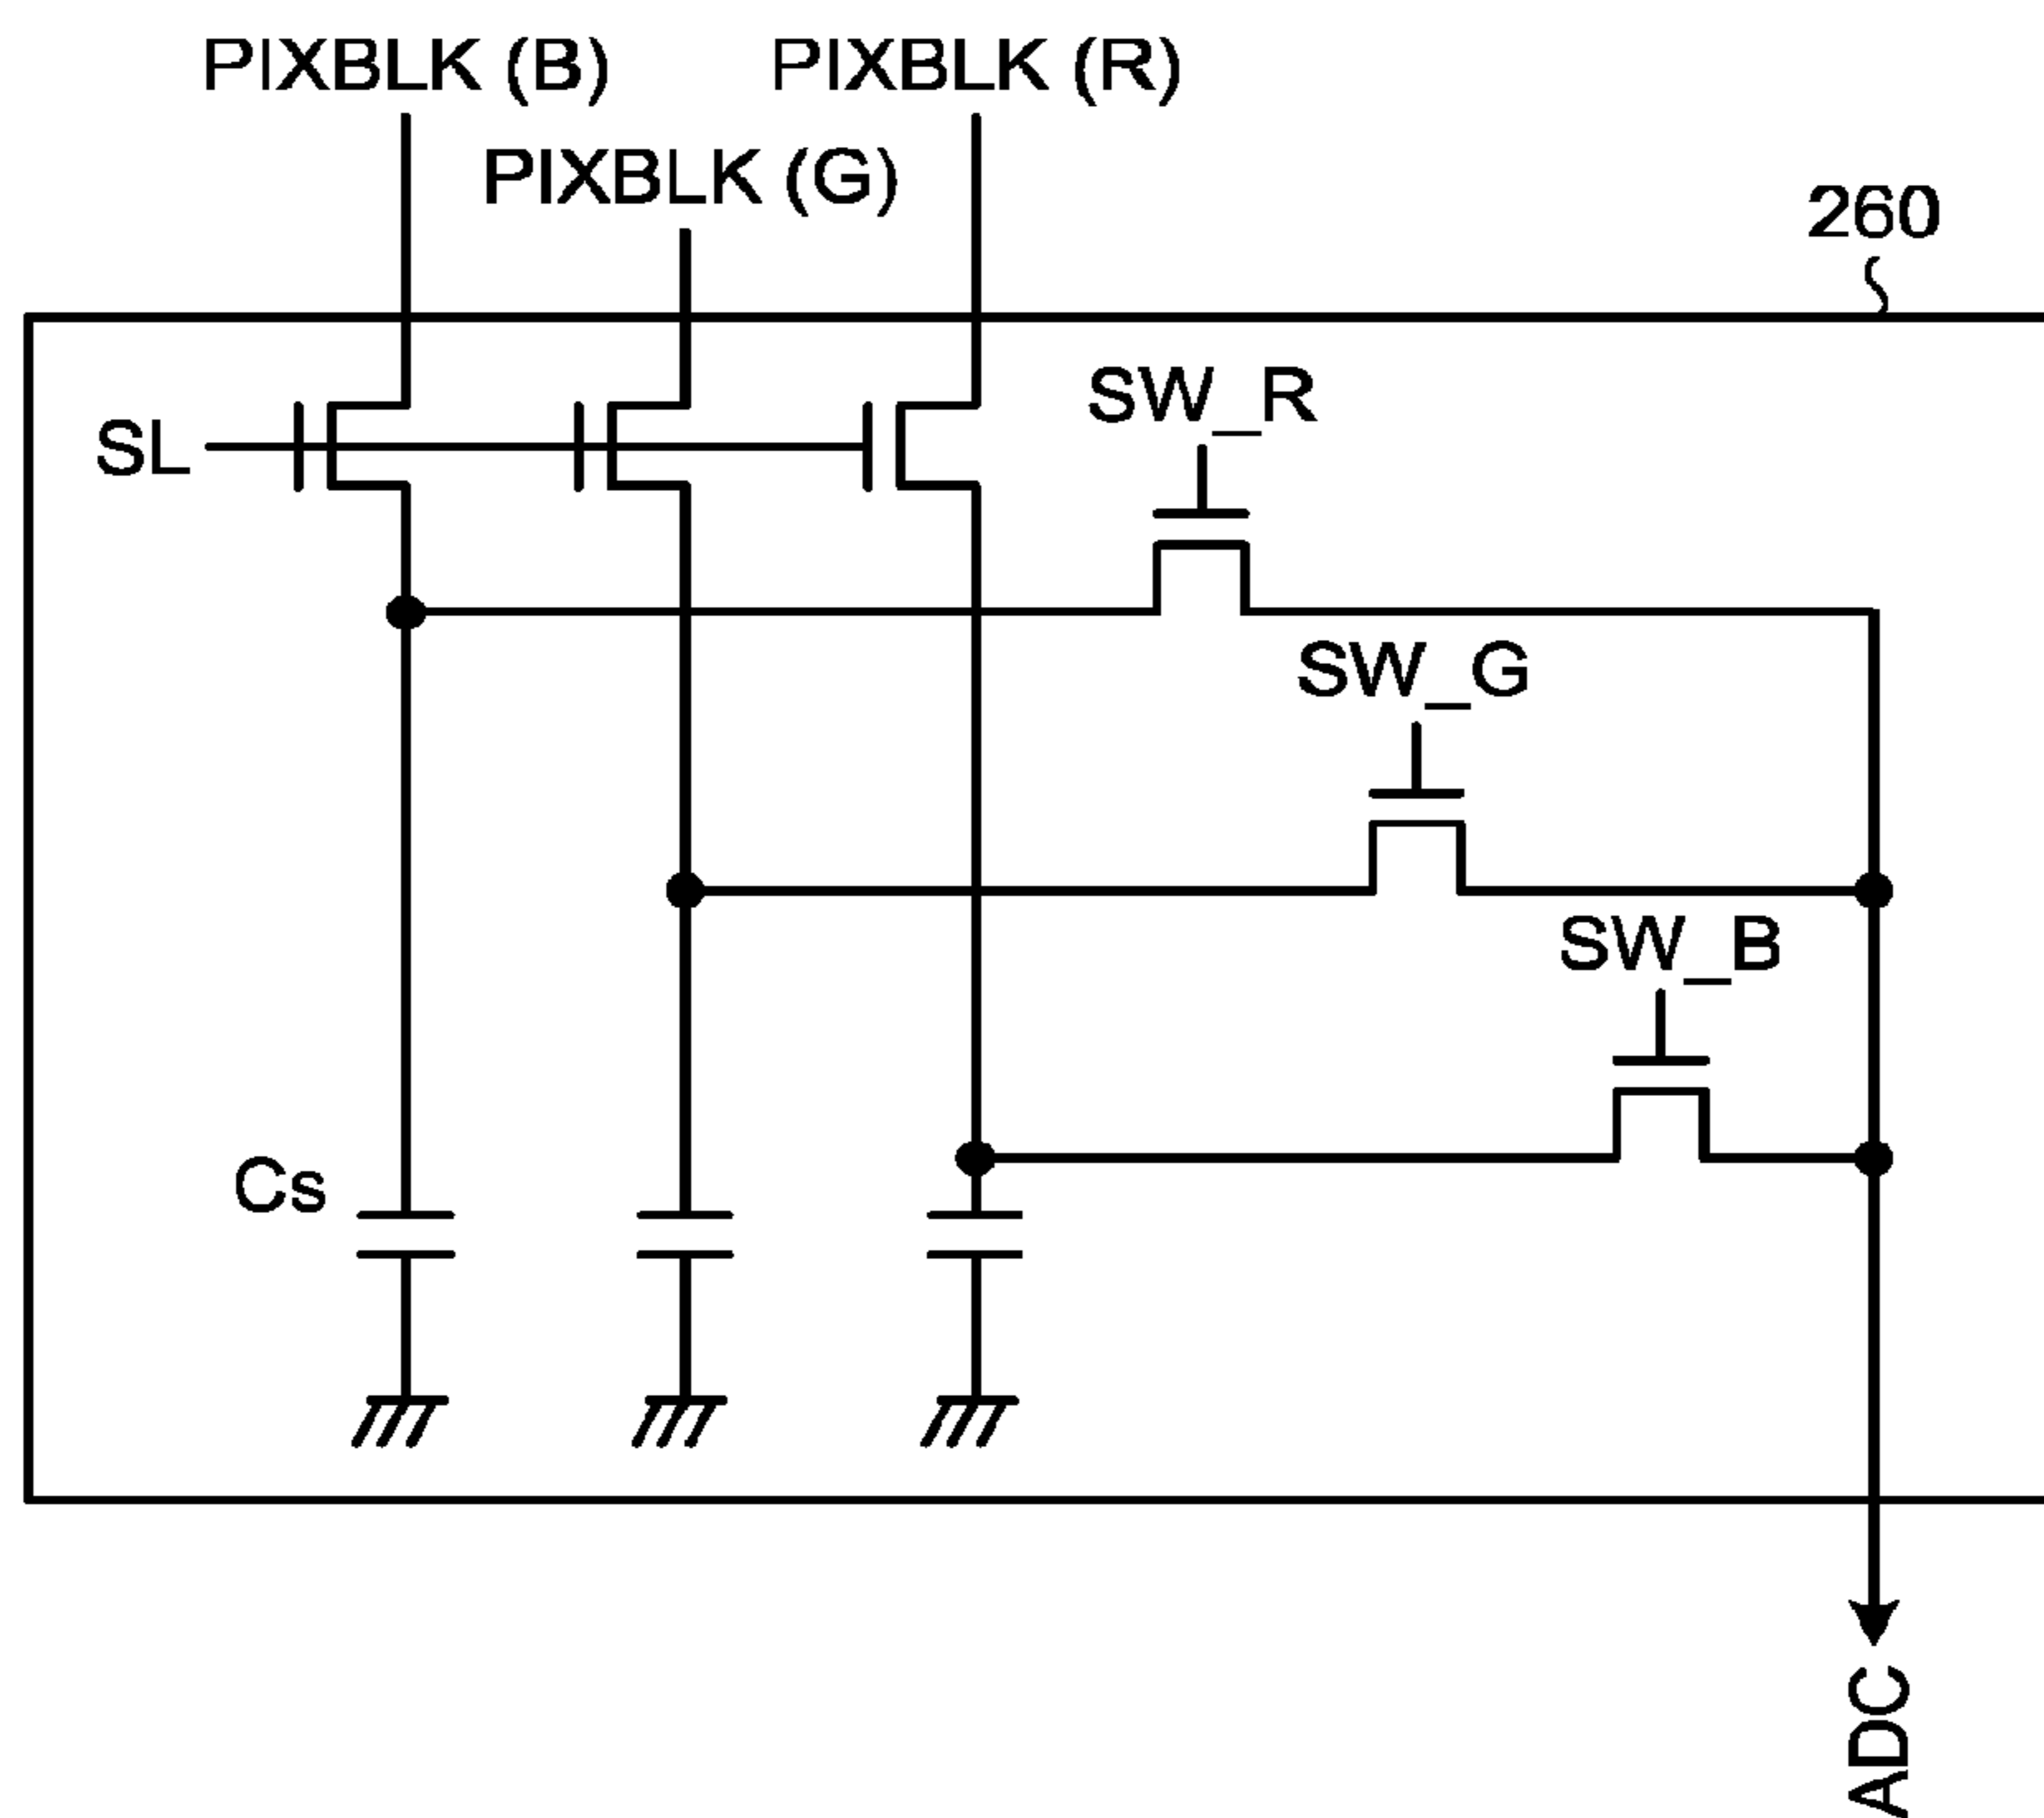 PIXBLK (B)
PIXBLK (R)
PIXBLK (G)
260
SL
SW_R
SW_G
SW_B
Cs
ADC